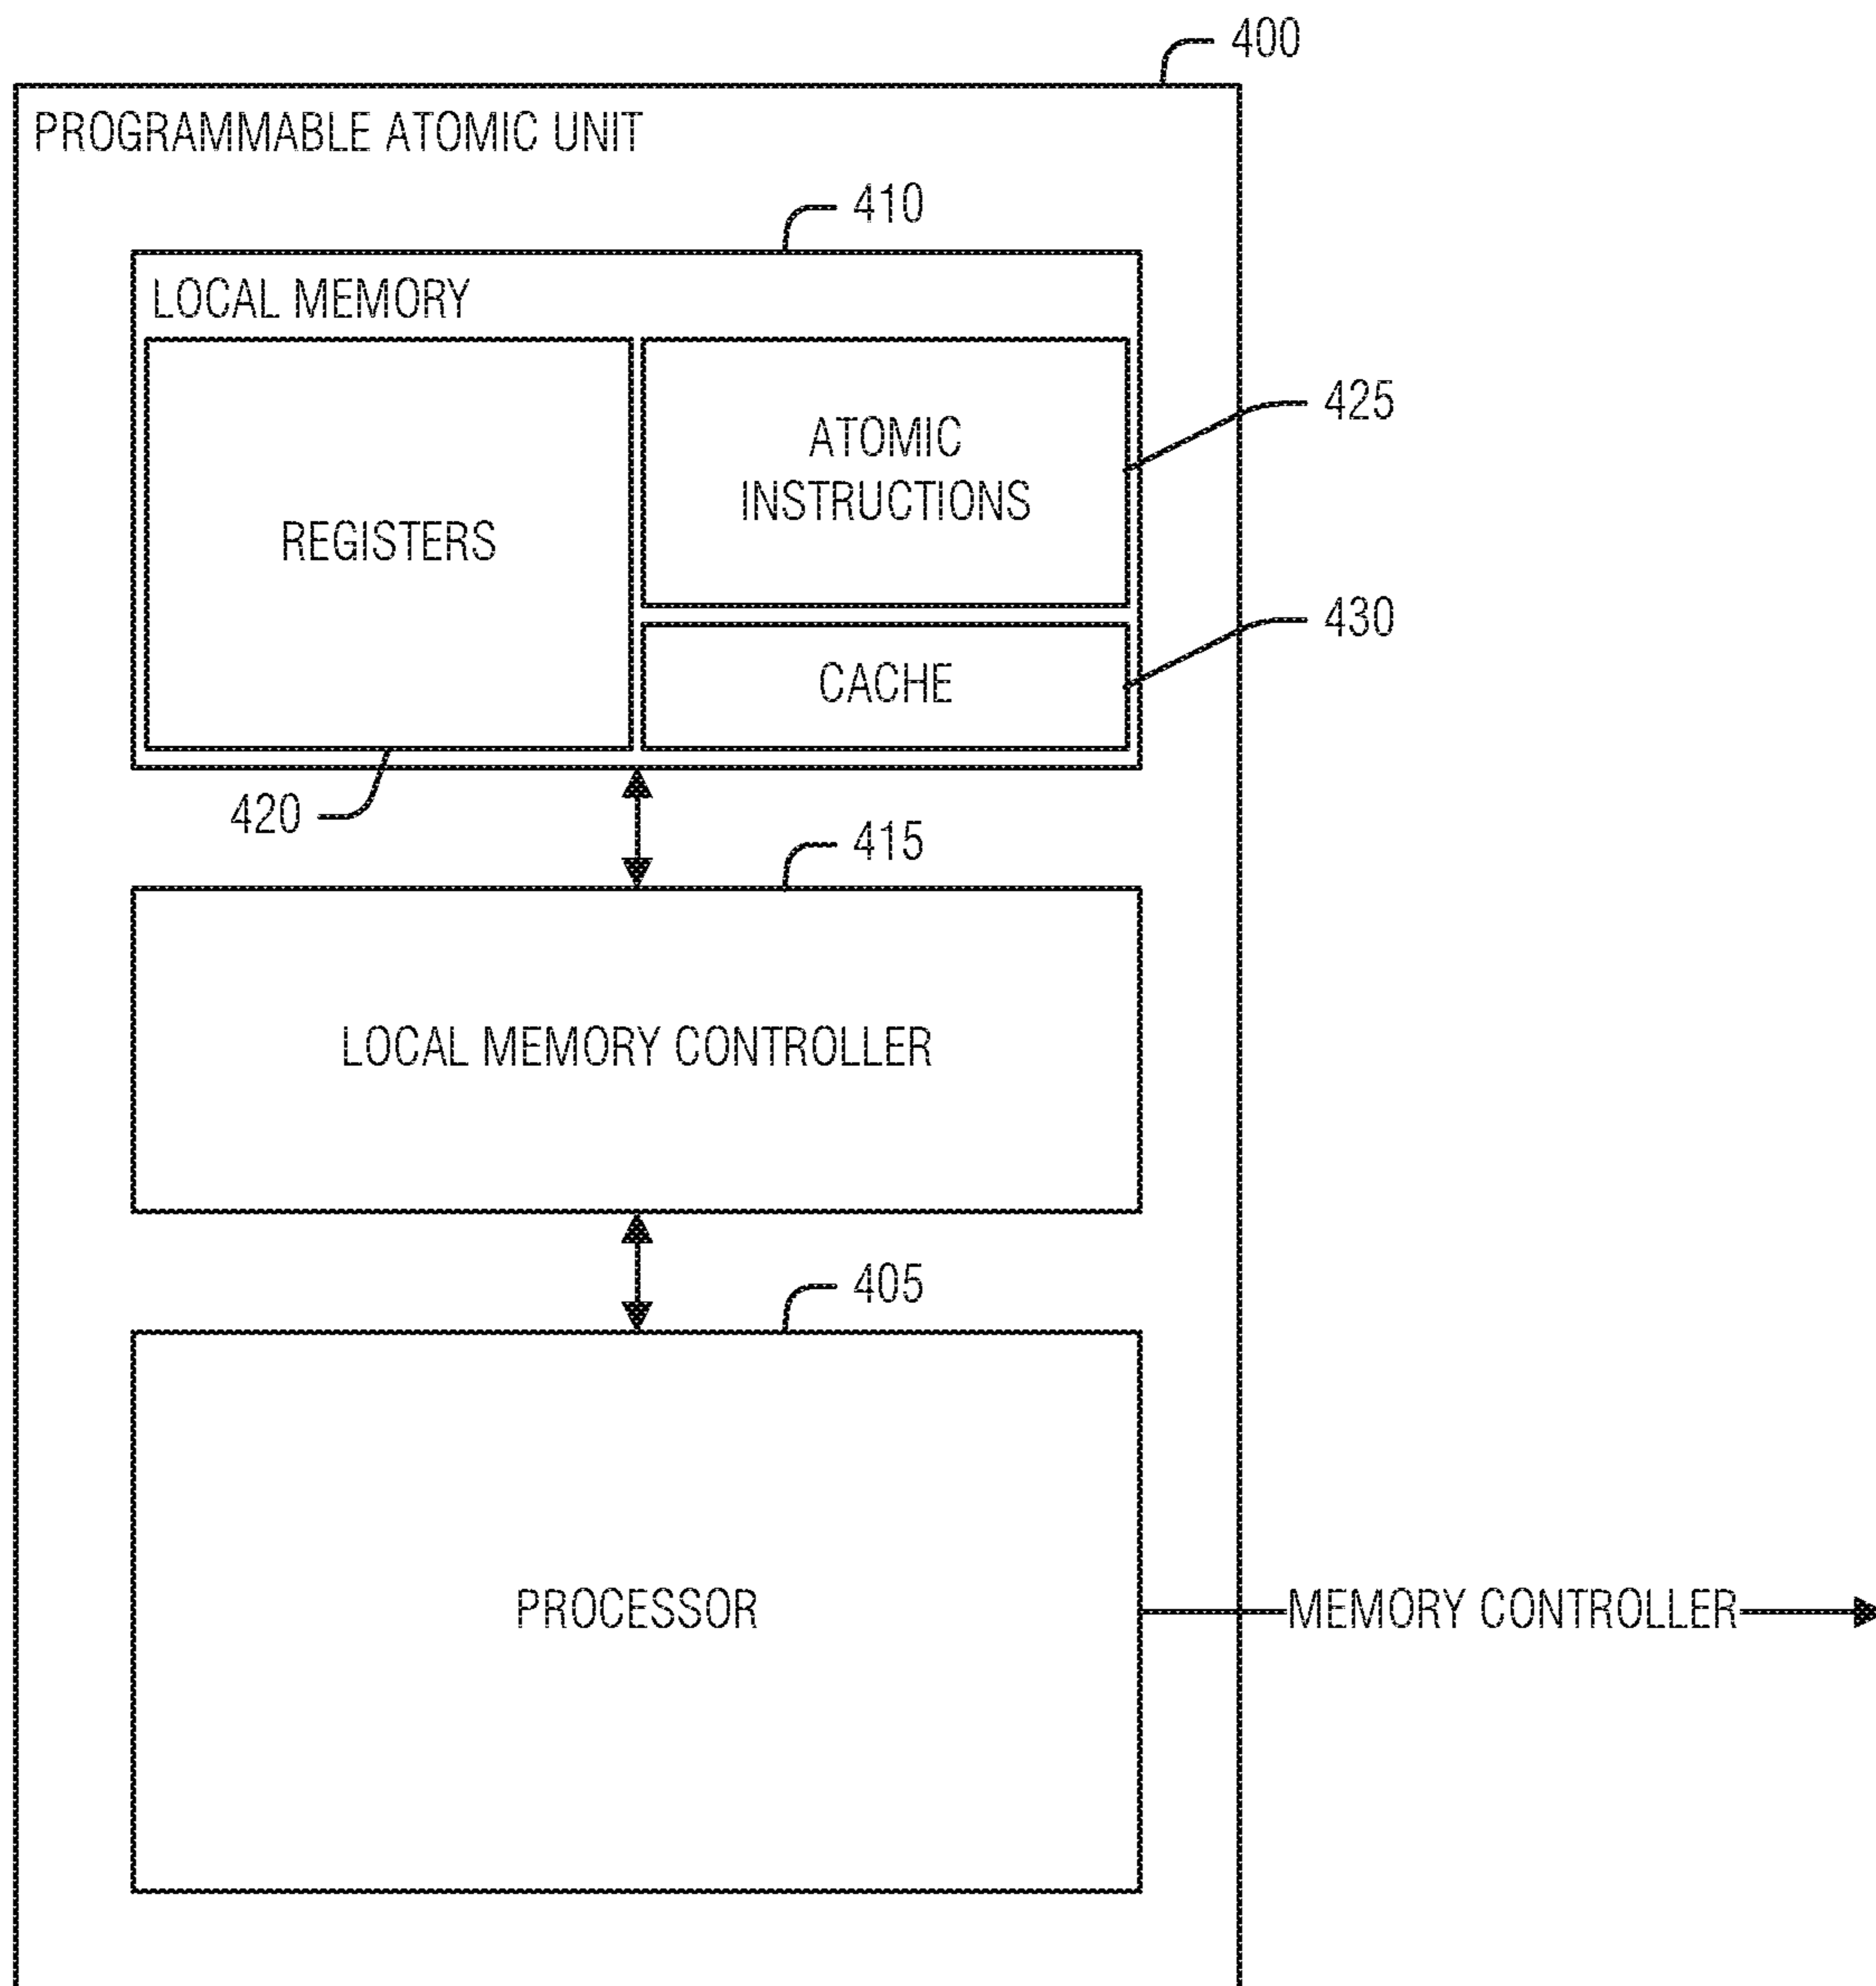 400
PROGRAMMABLE ATOMIC UNIT
410
LOCAL MEMORY
REGISTERS
ATOMIC
INSTRUCTIONS
425
CACHE
430
420
415
LOCAL MEMORY CONTROLLER
405
PROCESSOR
MEMORY CONTROLLER